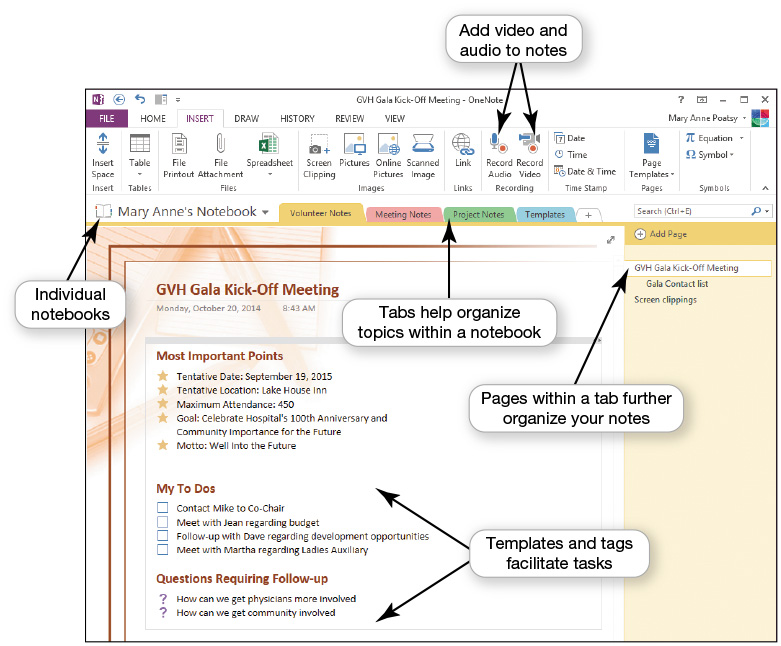 Add video and
audio to notes
GVH Gala Kick-Off Meeting - OneNote
?
FILE HOME INSERT DRAW HISTORY REVIEW VIEW
Mary Anne Poatsy
Insert
Space
Table
File
Printout
File
Attachment
Spreadsheet
Screen
Clipping
Pictures
Online
Pictures
Scanned
Image
Link
Record
Audio
Record
Video
Date
Time
Date & Time
Page
Templates
π Equation
Ω Symbol
Insert Tables Files Images Links Recording Time Stamp Pages Symbols
Mary Anne's Notebook
Volunteer Notes Meeting Notes Project Notes Templates +
Search (Ctrl+E)
Add Page
GVH Gala Kick-Off Meeting
Gala Contact list
Screen clippings
Individual
notebooks
GVH Gala Kick-Off Meeting
Monday, October 20, 2014 8:43 AM
Tabs help organize
topics within a notebook
Most Important Points
Tentative Date: September 19, 2015
Tentative Location: Lake House Inn
Maximum Attendance: 450
Goal: Celebrate Hospital's 100th Anniversary and
Community Importance for the Future
Motto: Well Into the Future
Pages within a tab further
organize your notes
My To Dos
Contact Mike to Co-Chair
Meet with Jean regarding budget
Follow-up with Dave regarding development opportunities
Meet with Martha regarding Ladies Auxiliary
Templates and tags
facilitate tasks
Questions Requiring Follow-up
? How can we get physicians more involved
? How can we get community involved